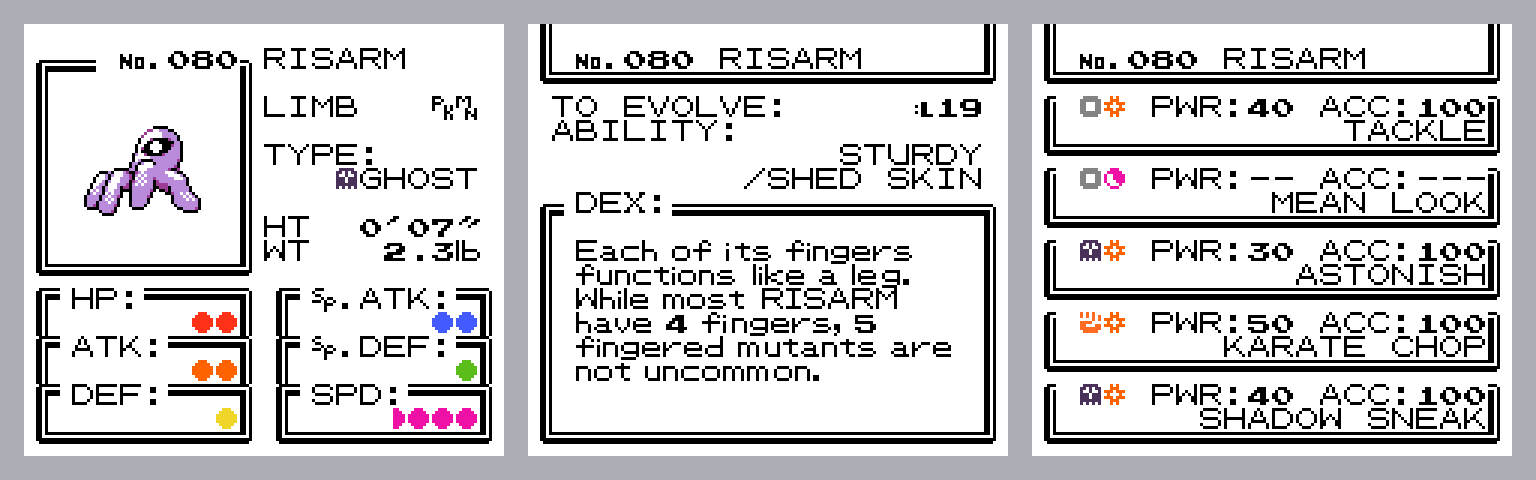 No. 080 RISARM
LIMB PKMN
TYPE:
GHOST
HT 0'07"
WT 2.3lb
HP:
ATK:
DEF:
Sp. ATK:
Sp. DEF:
SPD:
No. 080 RISARM
TO EVOLVE: :L19
ABILITY:
STURDY
/SHED SKIN
DEX:
Each of its fingers
functions like a leg.
While most RISARM
have 4 fingers, 5
fingered mutants are
not uncommon.
No. 080 RISARM
PWR:40 ACC:100
TACKLE
PWR:-- ACC:---
MEAN LOOK
PWR:30 ACC:100
ASTONISH
PWR:50 ACC:100
KARATE CHOP
PWR:40 ACC:100
SHADOW SNEAK